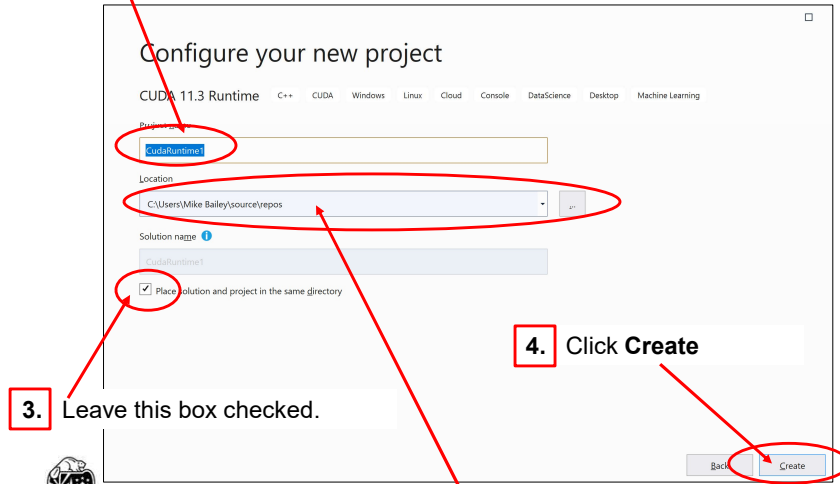 Configure your new project
CUDA 11.3 Runtime C++ CUDA Windows Linux Cloud Console DataScience Desktop Machine Learning
Project name
CudaRuntime1
Location
C:\Users\Mike Bailey\source\repos
...
Solution name
CudaRuntime1
Place solution and project in the same directory
4. Click Create
3. Leave this box checked.
Back Create